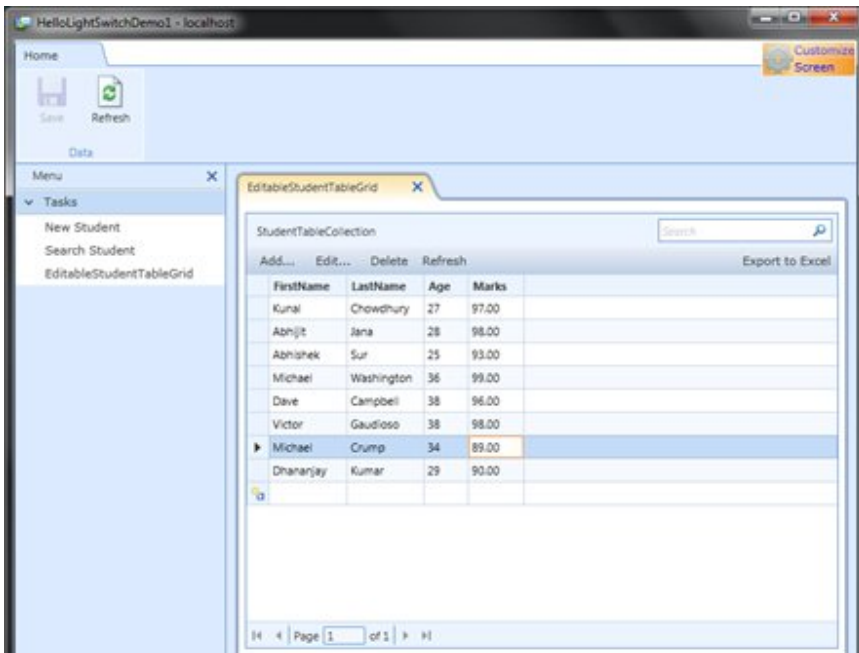 HelloLightSwitchDemo1 - localhost
Home
Customize
Screen
Save
Refresh
Data
Menu
Tasks
New Student
Search Student
EditableStudentTableGrid
EditableStudentTableGrid
StudentTableCollection
Search
Add... Edit... Delete Refresh
Export to Excel
FirstName LastName Age Marks
Kunal Chowdhury 27 97.00
Abhijit Jana 28 98.00
Abhishek Sur 25 93.00
Michael Washington 36 99.00
Dave Campbell 38 96.00
Victor Gaudioso 38 98.00
Michael Crump 34 89.00
Dhananjay Kumar 29 90.00
Page 1 of 1